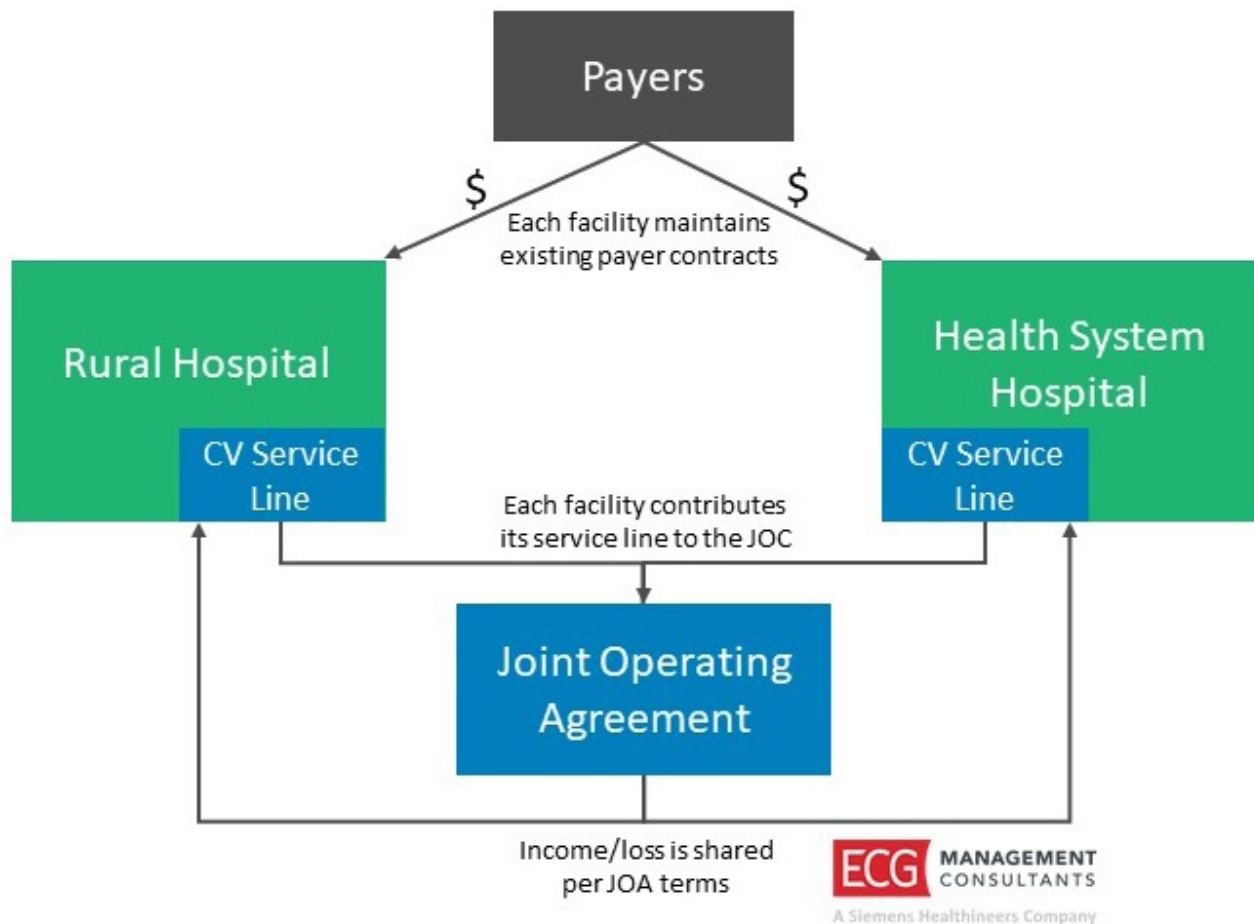 Payers
$
$
Each facility maintains
existing payer contracts
Rural Hospital
Health System
Hospital
CV Service
Line
CV Service
Line
Each facility contributes
its service line to the JOC
Joint Operating
Agreement
Income/loss is shared
per JOA terms
ECG MANAGEMENT
CONSULTANTS
A Siemens Healthineers Company